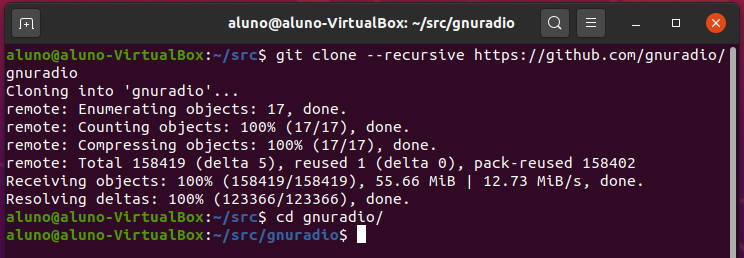 aluno@aluno-VirtualBox: ~/src/gnuradio
aluno@aluno-VirtualBox:~/src$ git clone --recursive https://github.com/gnuradio/
gnuradio
Cloning into 'gnuradio'...
remote: Enumerating objects: 17, done.
remote: Counting objects: 100% (17/17), done.
remote: Compressing objects: 100% (17/17), done.
remote: Total 158419 (delta 5), reused 1 (delta 0), pack-reused 158402
Receiving objects: 100% (158419/158419), 55.66 MiB | 12.73 MiB/s, done.
Resolving deltas: 100% (123366/123366), done.
aluno@aluno-VirtualBox:~/src$ cd gnuradio/
aluno@aluno-VirtualBox:~/src/gnuradio$